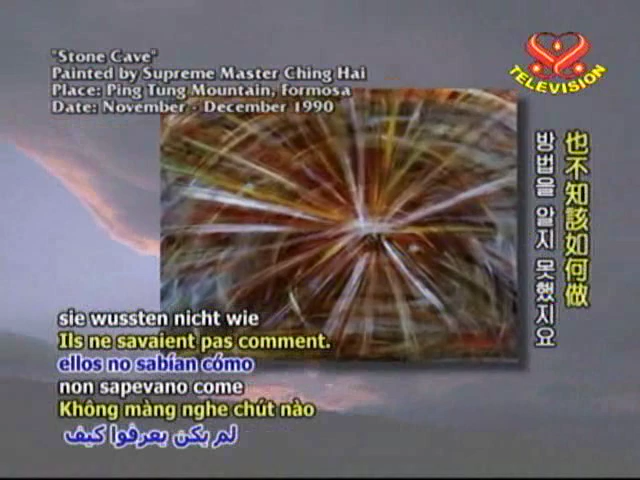 "Stone Cave"
Painted by Supreme Master Ching Hai
Place: Ping Tung Mountain, Formosa
Date: November - December 1990
TELEVISION
也不知該如何做
방법을 알지 못했지요
sie wussten nicht wie
Ils ne savaient pas comment.
ellos no sabían cómo
non sapevano come
Không màng nghe chút nào
لم يكن يعرفوا كيف